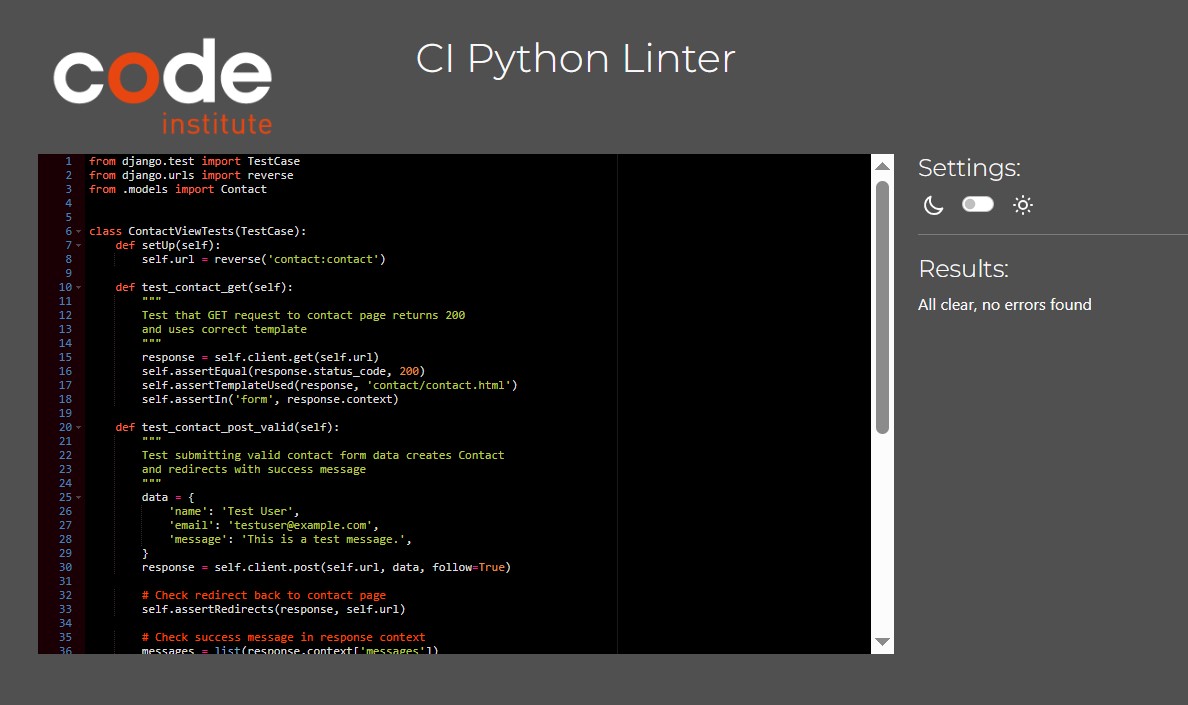 code
institute
CI Python Linter
1 from django.test import TestCase
2 from django.urls import reverse
3 from .models import Contact
4
5
6 class ContactViewTests(TestCase):
7     def setUp(self):
8         self.url = reverse('contact:contact')
9
10     def test_contact_get(self):
11         """
12         Test that GET request to contact page returns 200
13         and uses correct template
14         """
15         response = self.client.get(self.url)
16         self.assertEqual(response.status_code, 200)
17         self.assertTemplateUsed(response, 'contact/contact.html')
18         self.assertIn('form', response.context)
19
20     def test_contact_post_valid(self):
21         """
22         Test submitting valid contact form data creates Contact
23         and redirects with success message
24         """
25         data = {
26             'name': 'Test User',
27             'email': 'testuser@example.com',
28             'message': 'This is a test message.',
29         }
30         response = self.client.post(self.url, data, follow=True)
31
32         # Check redirect back to contact page
33         self.assertRedirects(response, self.url)
34
35         # Check success message in response context
36         messages = list(response.context['messages'])
Settings:
Results:
All clear, no errors found